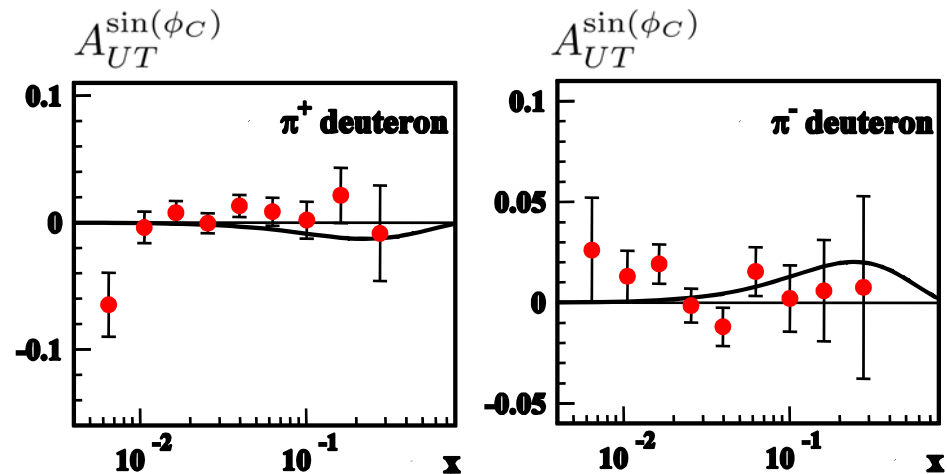 A_{UT}^{sin(ϕ_C)}
π⁺ deuteron
0.1
0
-0.1
10⁻²
10⁻¹
x
A_{UT}^{sin(ϕ_C)}
π⁻ deuteron
0.1
0.05
0
-0.05
10⁻²
10⁻¹
x